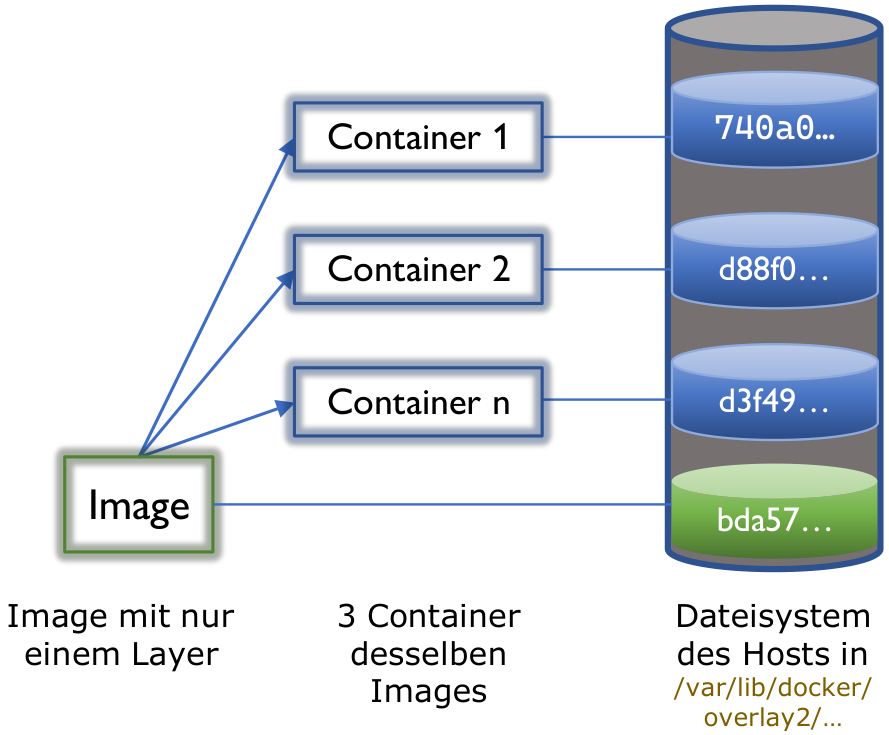 Container 1
740a0…
Container 2
d88f0…
Container n
d3f49…
Image
bda57…
Image mit nur
einem Layer
3 Container
desselben
Images
Dateisystem
des Hosts in
/var/lib/docker/
overlay2/…